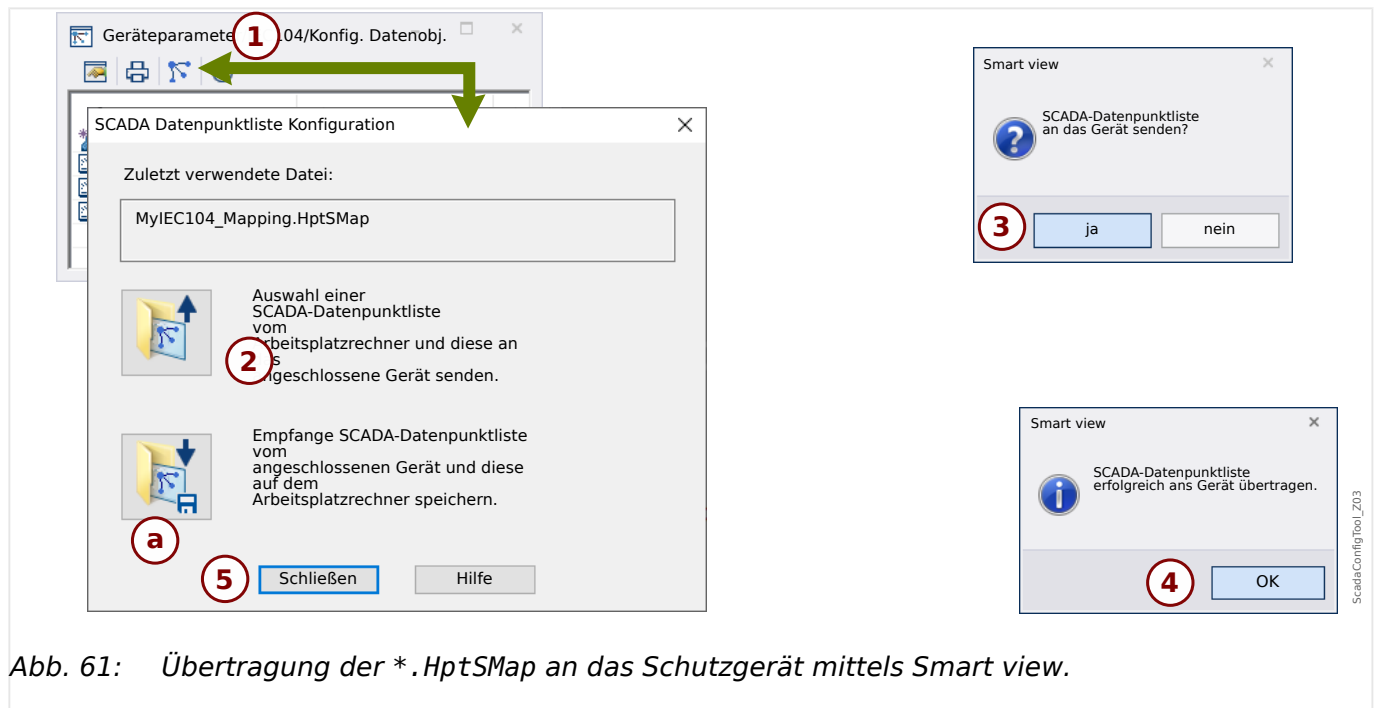 Geräteparamete 1 04/Konfig. Datenobj.
SCADA Datenpunktliste Konfiguration
Zuletzt verwendete Datei:
MyIEC104_Mapping.HptSMap
Auswahl einer
SCADA-Datenpunktliste
vom
rbeitsplatzrechner und diese an
2 s
ngeschlossene Gerät senden.
Empfange SCADA-Datenpunktliste
vom
angeschlossenen Gerät und diese
auf dem
Arbeitsplatzrechner speichern.
a
5 Schließen Hilfe
Smart view
SCADA-Datenpunktliste
an das Gerät senden?
3 ja nein
Smart view
SCADA-Datenpunktliste
erfolgreich ans Gerät übertragen.
4 OK
ScadaConfigTool_Z03
Abb. 61: Übertragung der *.HptSMap an das Schutzgerät mittels Smart view.